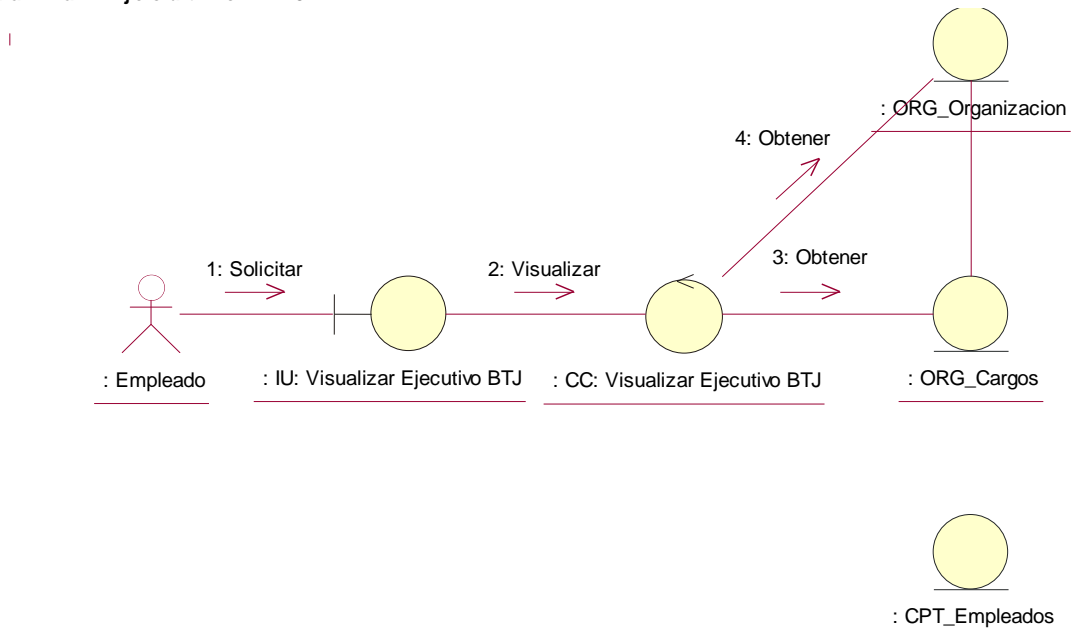 : ORG_Organizacion
4: Obtener
3: Obtener
1: Solicitar
2: Visualizar
: Empleado
: IU: Visualizar Ejecutivo BTJ
: CC: Visualizar Ejecutivo BTJ
: ORG_Cargos
: CPT_Empleados